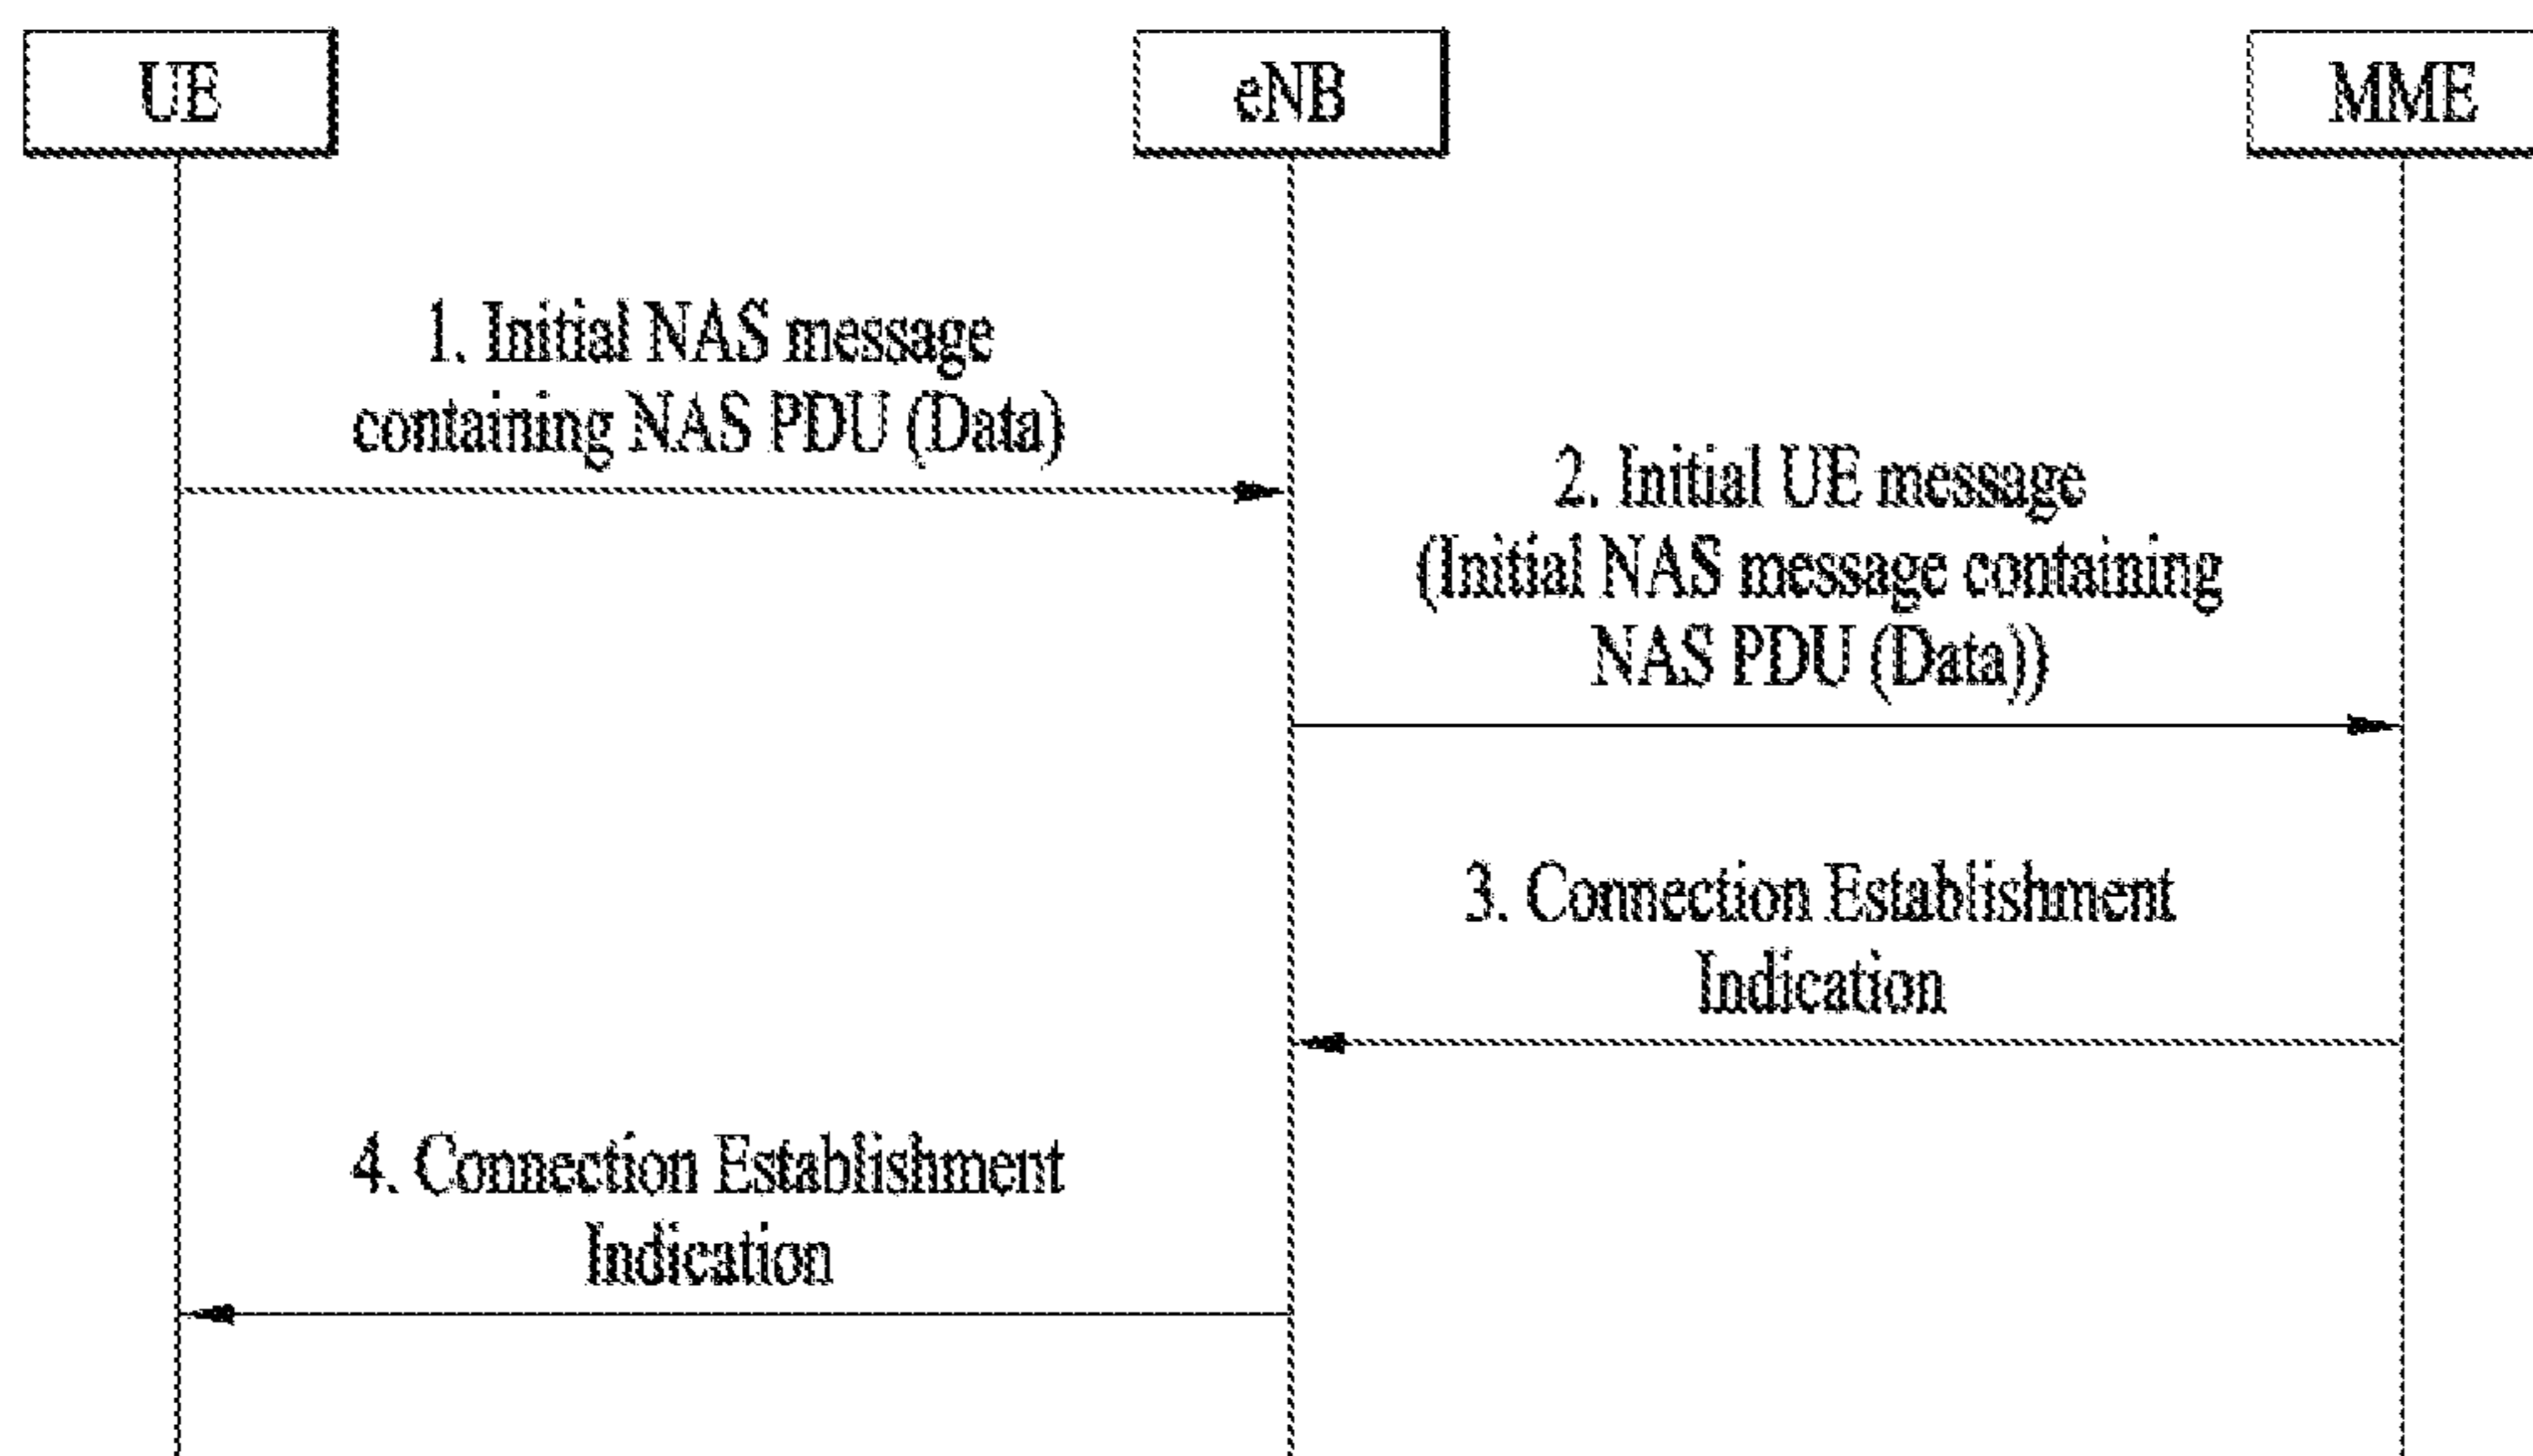 UE
eNB
MME
1. Initial NAS message
containing NAS PDU (Data)
2. Initial UE message
(Initial NAS message containing
NAS PDU (Data))
3. Connection Establishment
Indication
4. Connection Establishment
Indication